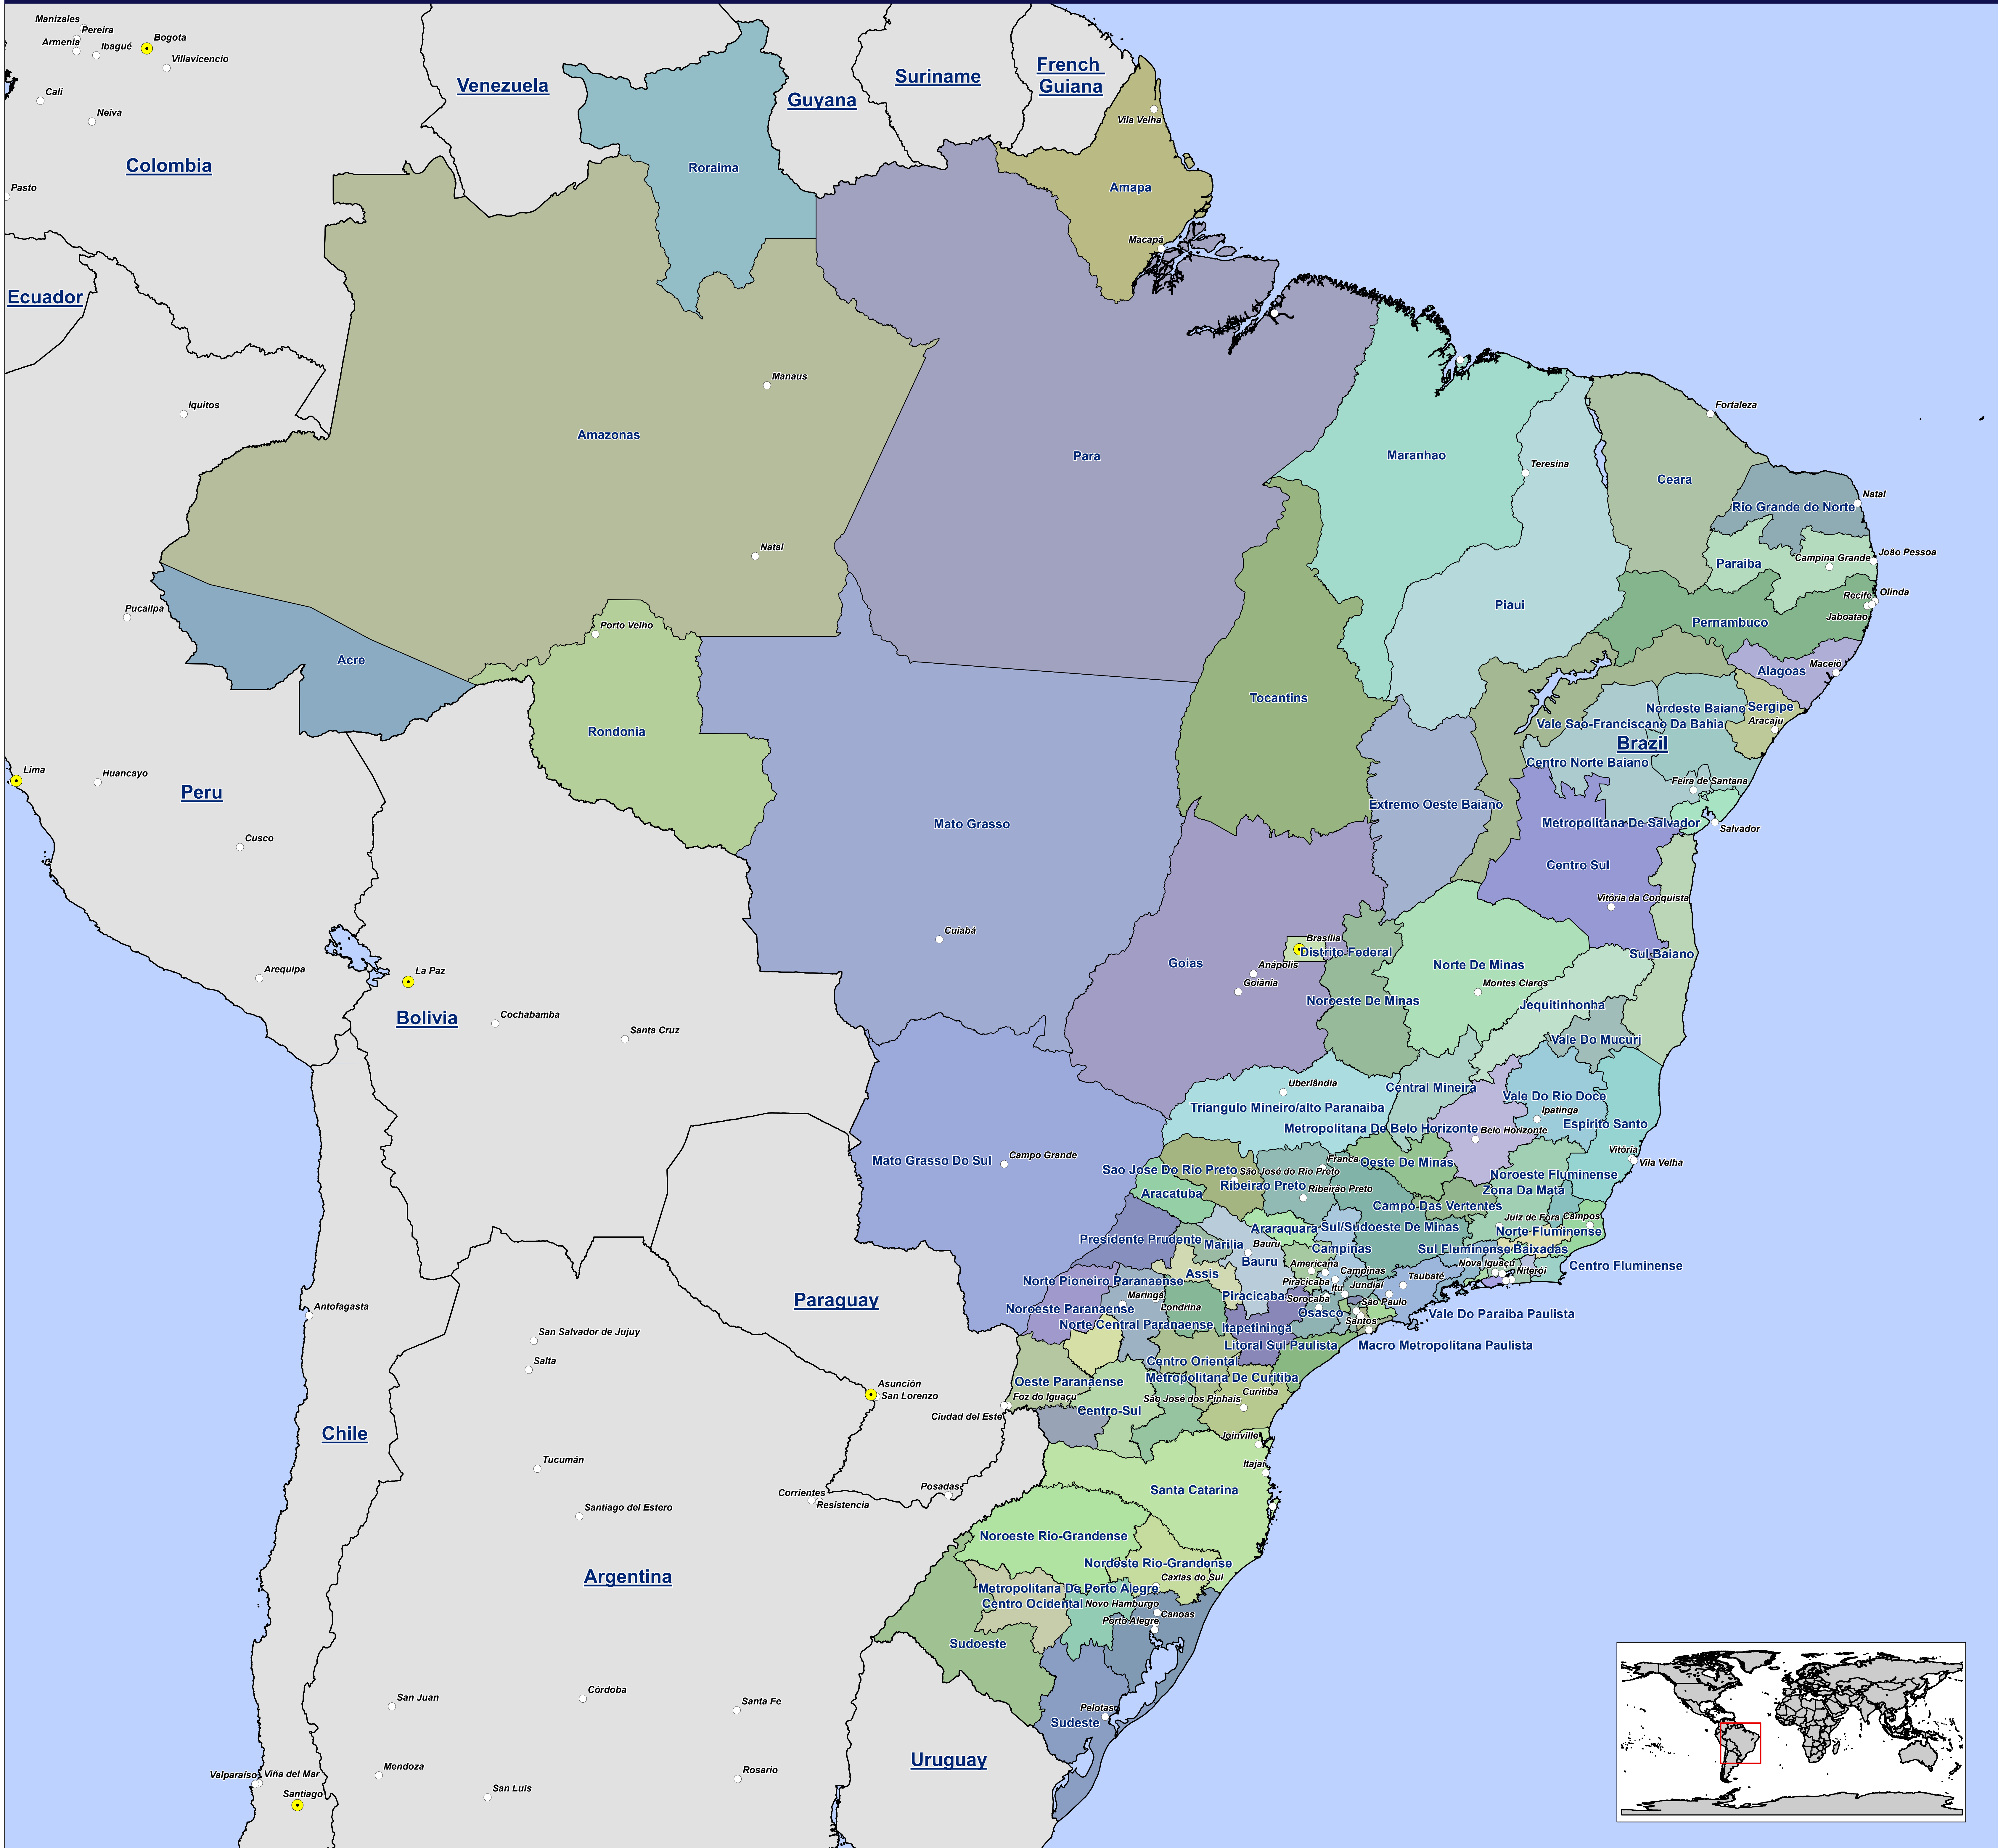 Manizales
Pereira
Bogota
Armenia
Ibagué
Villavicencio
Cali
Neiva
Colombia
Pasto
Venezuela
Guyana
Suriname
French
Guiana
Vila Velha
Roraima
Amapa
Macapá
Ecuador
Iquitos
Manaus
Amazonas
Para
Maranhao
Teresina
Fortaleza
Ceara
Natal
Rio Grande do Norte
Natal
João Pessoa
Campina Grande
Paraiba
Olinda
Recife
Jaboatao
Piaui
Pernambuco
Pucallpa
Porto Velho
Acre
Alagoas
Maceió
Tocantins
Nordeste Baiano
Sergipe
Vale Sao-Franciscano Da Bahia
Aracaju
Rondonia
Brazil
Centro Norte Baiano
Lima
Huancayo
Peru
Feira de Santana
Extremo Oeste Baiano
Mato Grasso
Metropolitana De Salvador
Salvador
Cusco
Centro Sul
Vitória da Conquista
Cuiabá
Brasília
Distrito Federal
Sul Baiano
Goias
Anápolis
Norte De Minas
Arequipa
La Paz
Goiânia
Montes Claros
Noroeste De Minas
Jequitinhonha
Bolivia
Cochabamba
Santa Cruz
Vale Do Mucuri
Uberlândia
Central Mineira
Vale Do Rio Doce
Triangulo Mineiro/alto Paranaiba
Ipatinga
Espirito Santo
Metropolitana De Belo Horizonte
Belo Horizonte
Vitória
Vila Velha
Mato Grasso Do Sul
Campo Grande
Franca
Oeste De Minas
Sao Jose Do Rio Preto
São José do Rio Preto
Noroeste Fluminense
Ribeirao Preto
Ribeirão Preto
Zona Da Mata
Aracatuba
Campo Das Vertentes
Juiz de Fora
Campos
Araraquara
Sul/Sudoeste De Minas
Norte Fluminense
Presidente Prudente
Marilia
Bauru
Campinas
Sul Fluminense
Baixadas
Bauru
Americana
Nova Iguaçu
Niterói
Centro Fluminense
Assis
Campinas
Taubaté
Norte Pioneiro Paranaense
Piracicaba
Itu
Jundiaí
Maringá
Piracicaba
Sorocaba
São Paulo
Noroeste Paranaense
Londrina
Osasco
Vale Do Paraiba Paulista
Santos
Norte Central Paranaense
Itapetininga
Litoral Sul Paulista
Macro Metropolitana Paulista
Paraguay
Antofagasta
San Salvador de Jujuy
Salta
Centro Oriental
Metropolitana De Curitiba
Oeste Paranaense
Asunción
San Lorenzo
Foz do Iguaçu
São José dos Pinhais
Curitiba
Ciudad del Este
Centro-Sul
Chile
Joinville
Tucumán
Itajaí
Posadas
Corrientes
Resistencia
Santa Catarina
Santiago del Estero
Noroeste Rio-Grandense
Nordeste Rio-Grandense
Argentina
Caxias do Sul
Metropolitana De Porto Alegre
Centro Ocidental
Novo Hamburgo
Canoas
Porto Alegre
Sudoeste
San Juan
Córdoba
Santa Fe
Pelotas
Sudeste
Uruguay
Mendoza
Rosario
Valparaíso
Viña del Mar
San Luis
Santiago